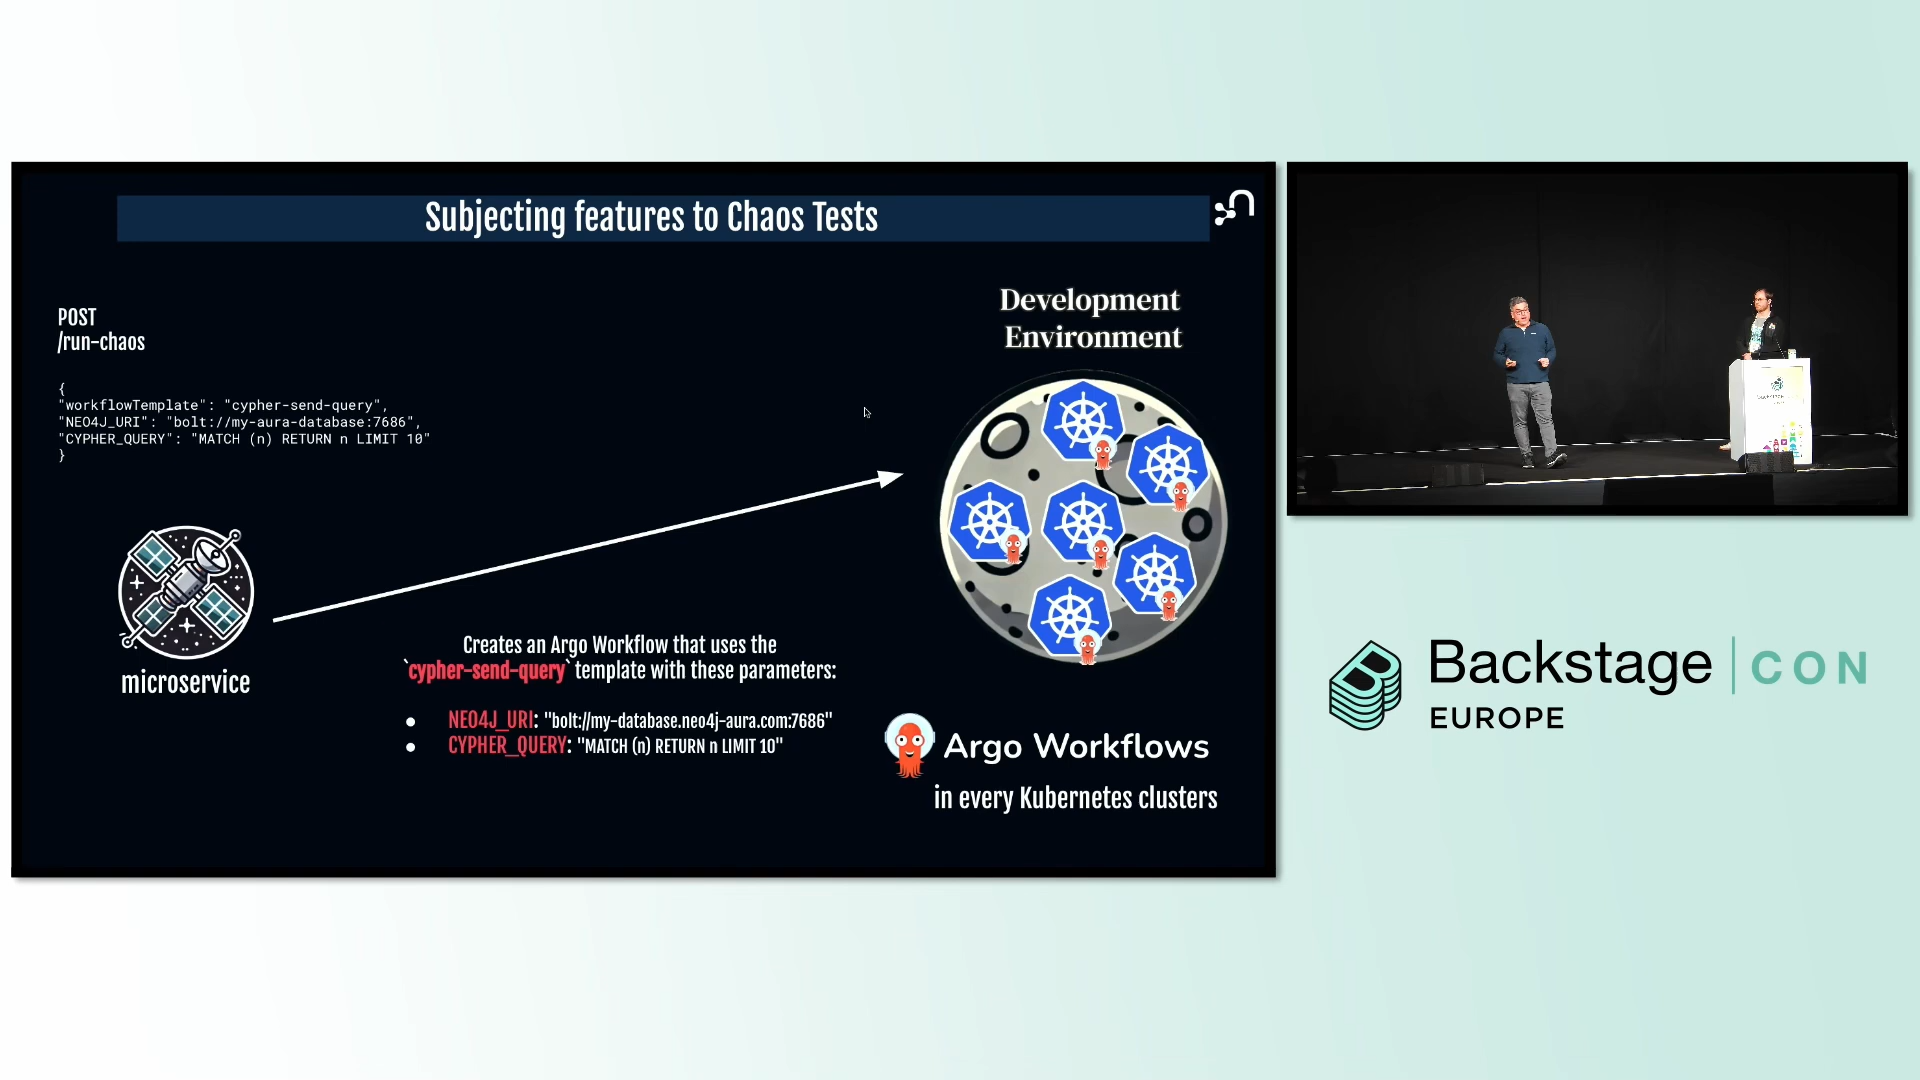 Subjecting features to Chaos Tests
POST
/run-chaos
{
"workflowTemplate": "cypher-send-query",
"NEO4J_URI": "bolt://my-aura-database:7686",
"CYPHER_QUERY": "MATCH (n) RETURN n LIMIT 10"
}
microservice
Creates an Argo Workflow that uses the
`cypher-send-query` template with these parameters:
● NEO4J_URI: "bolt://my-database.neo4j-aura.com:7686"
● CYPHER_QUERY: "MATCH (n) RETURN n LIMIT 10"
Development
Environment
Argo Workflows
in every Kubernetes clusters
Backstage CON
EUROPE